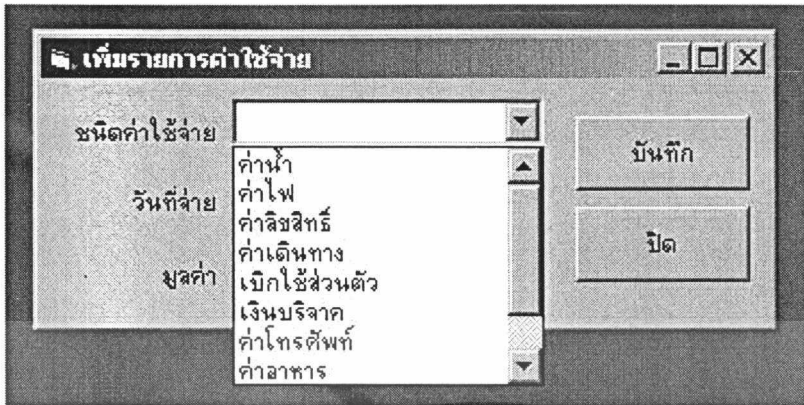 เพิ่มรายการค่าใช้จ่าย
ชนิดค่าใช้จ่าย
วันที่จ่าย
มูลค่า
ค่าน้ำ
ค่าไฟ
ค่าลิขสิทธิ์
ค่าเดินทาง
เบิกใช้ส่วนตัว
เงินบริจาค
ค่าโทรศัพท์
ค่าอาหาร
บันทึก
ปิด